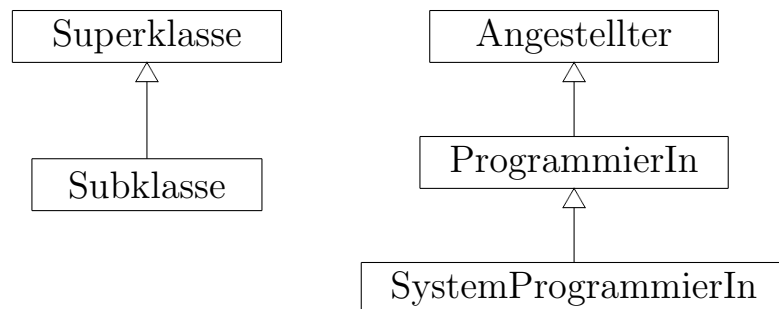 Superklasse
Subklasse
Angestellter
ProgrammierIn
SystemProgrammierIn